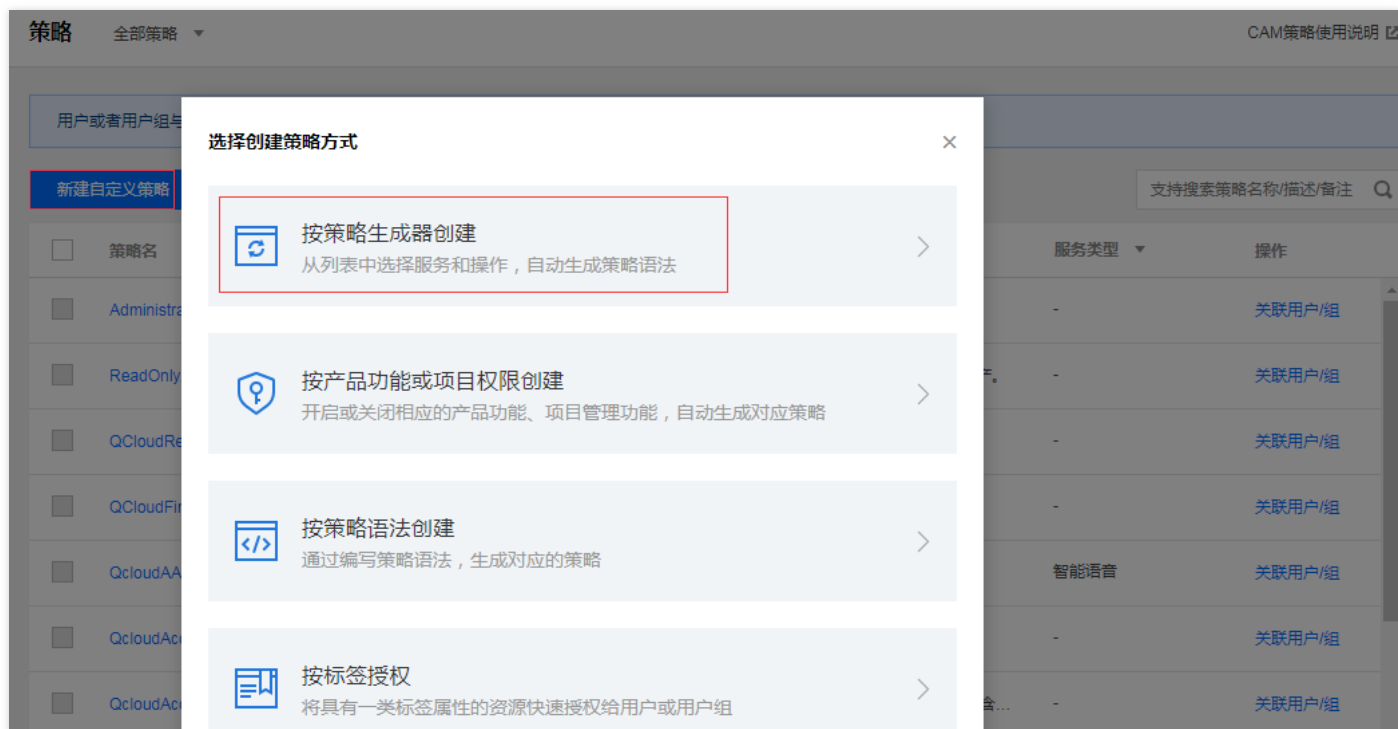 策略 全部策略 CAM策略使用说明
用户或者用户组与
选择创建策略方式
新建自定义策略 支持搜索策略名称/描述/备注
按策略生成器创建
从列表中选择服务和操作，自动生成策略语法
策略名 服务类型 操作
Administra - 关联用户/组
按产品功能或项目权限创建
开启或关闭相应的产品功能、项目管理功能，自动生成对应策略
ReadOnly 产。 - 关联用户/组
QCloudRe - 关联用户/组
QCloudFir - 关联用户/组
按策略语法创建
通过编写策略语法，生成对应的策略
QcloudAA 智能语音 关联用户/组
QcloudAc - 关联用户/组
按标签授权
将具有一类标签属性的资源快速授权给用户或用户组
QcloudAc 含... - 关联用户/组